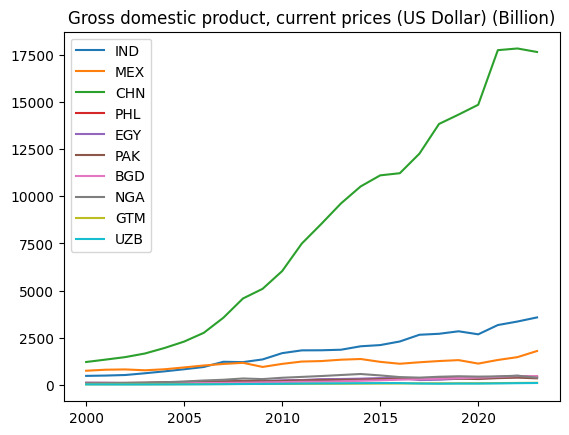 Gross domestic product, current prices (US Dollar) (Billion)
17500
15000
12500
10000
7500
5000
2500
0
IND
MEX
CHN
PHL
EGY
PAK
BGD
NGA
GTM
UZB
2000
2005
2010
2015
2020